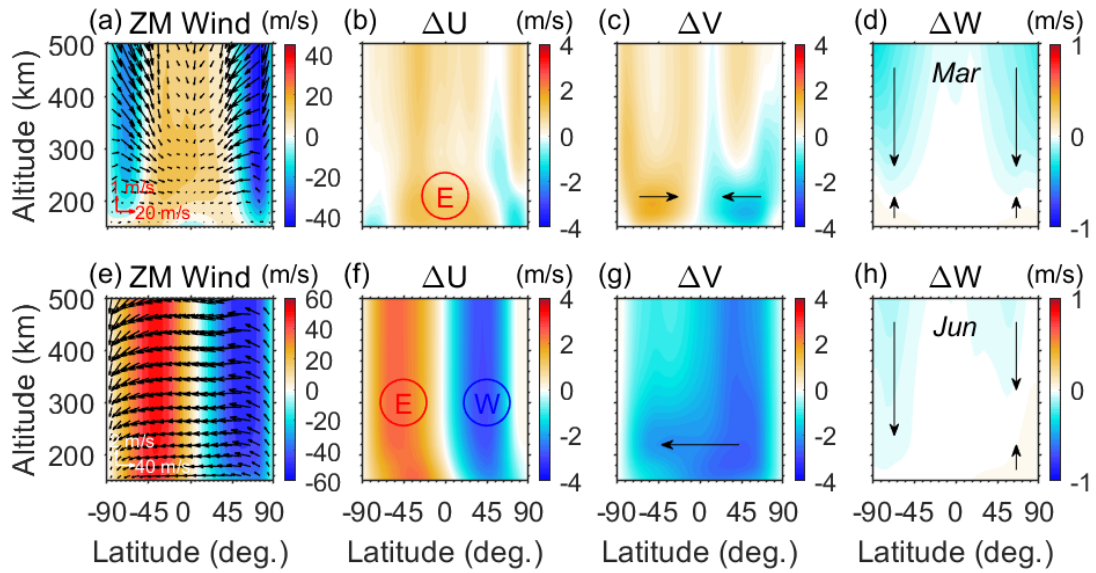 (a) ZM Wind (m/s) (b) ΔU (m/s) (c) ΔV (m/s) (d) ΔW (m/s)
500 400 300 200
Altitude (km)
40 20 0 -20 -40
m/s
20 m/s
E
4 2 0 -2 -4
4 2 0 -2 -4
Mar
1 0 -1
(e) ZM Wind (m/s) (f) ΔU (m/s) (g) ΔV (m/s) (h) ΔW (m/s)
500 400 300 200
Altitude (km)
60 40 20 0 -20 -40 -60
m/s
40 m/s
E W
4 2 0 -2 -4
4 2 0 -2 -4
Jun
1 0 -1
-90 -45 0 45 90 -90 -45 0 45 90 -90 -45 0 45 90 -90 -45 0 45 90
Latitude (deg.) Latitude (deg.) Latitude (deg.) Latitude (deg.)